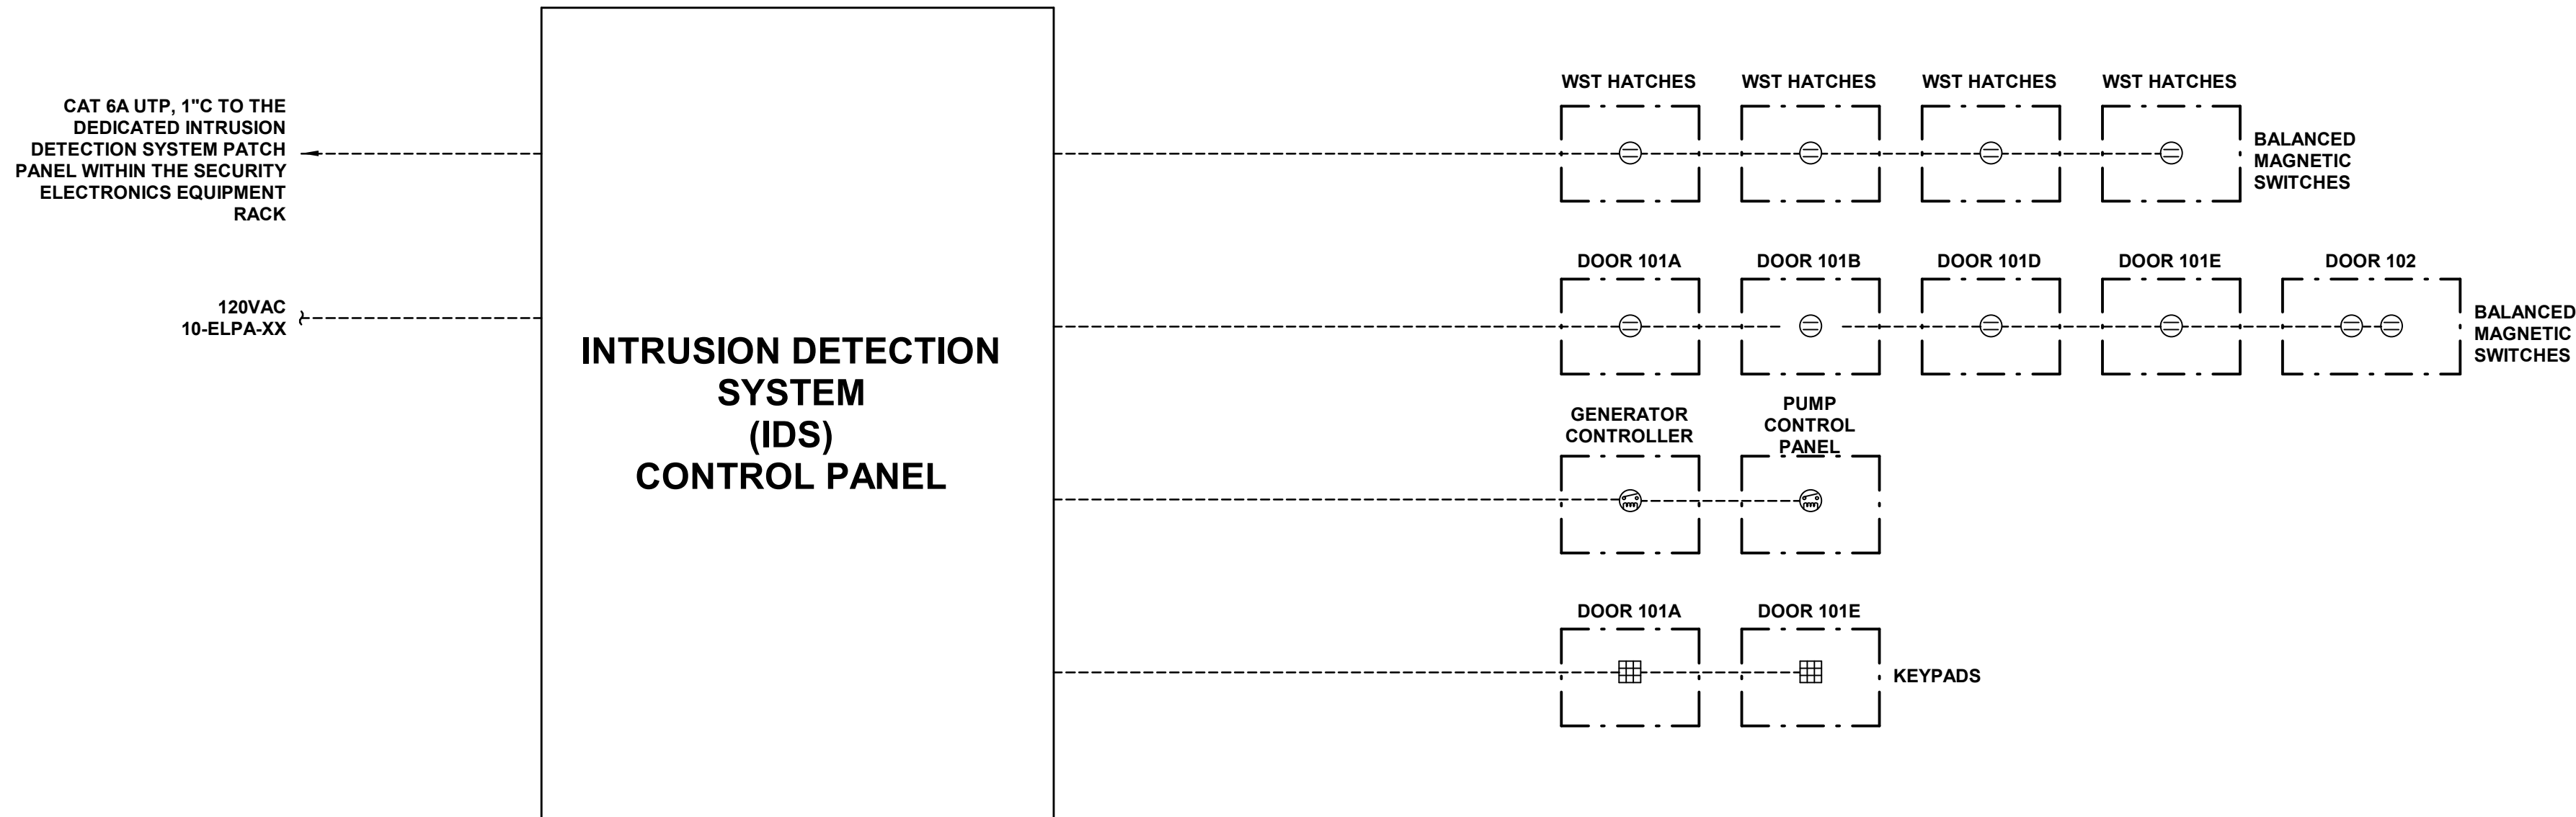 CAT 6A UTP, 1"C TO THE
DEDICATED INTRUSION
DETECTION SYSTEM PATCH
PANEL WITHIN THE SECURITY
ELECTRONICS EQUIPMENT
RACK
120VAC
10-ELPA-XX
INTRUSION DETECTION
SYSTEM
(IDS)
CONTROL PANEL
WST HATCHES
WST HATCHES
WST HATCHES
WST HATCHES
BALANCED
MAGNETIC
SWITCHES
DOOR 101A
DOOR 101B
DOOR 101D
DOOR 101E
DOOR 102
BALANCED
MAGNETIC
SWITCHES
GENERATOR
CONTROLLER
PUMP
CONTROL
PANEL
DOOR 101A
DOOR 101E
KEYPADS